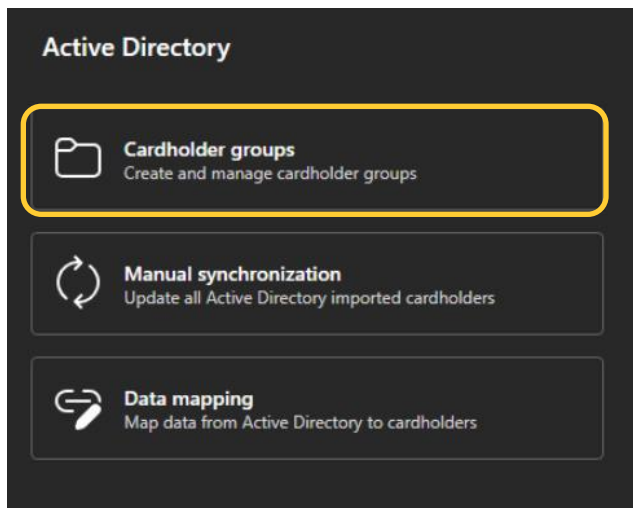 Active Directory
Cardholder groups
Create and manage cardholder groups
Manual synchronization
Update all Active Directory imported cardholders
Data mapping
Map data from Active Directory to cardholders